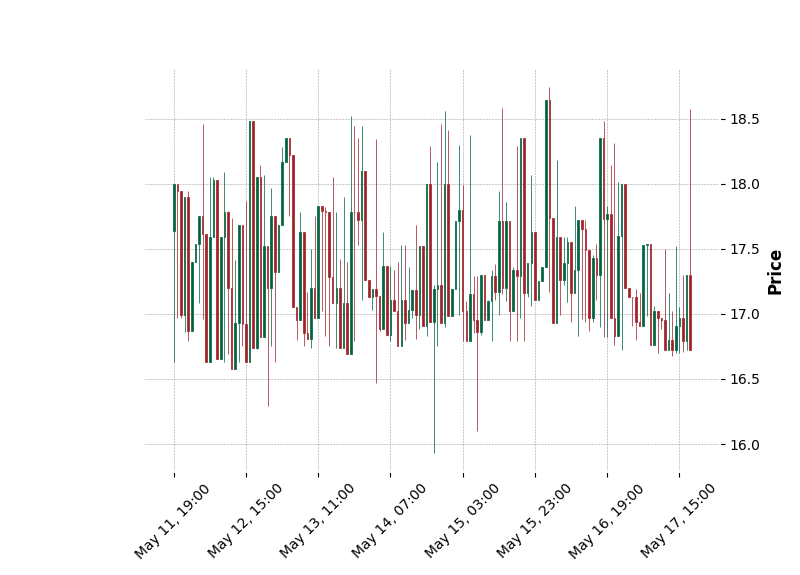 18.5
18.0
17.5
17.0
16.5
16.0
Price
May 11, 19:00
May 12, 15:00
May 13, 11:00
May 14, 07:00
May 15, 03:00
May 15, 23:00
May 16, 19:00
May 17, 15:00